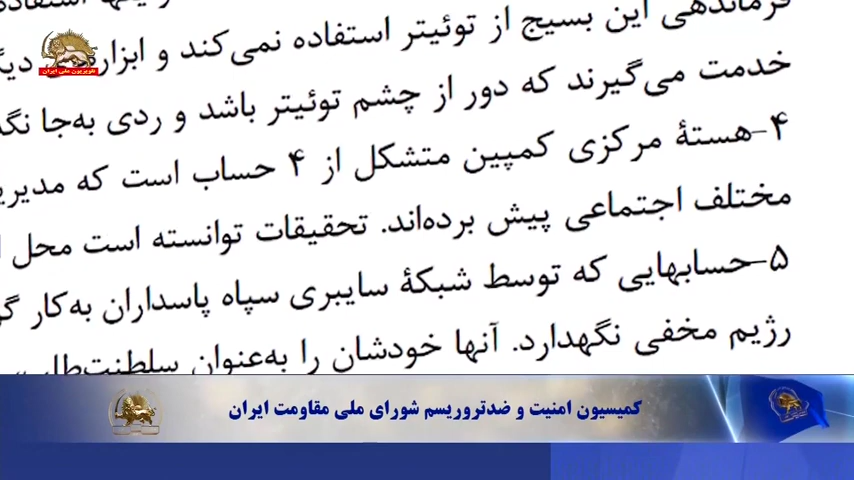 فرماندهی این بسیج از توئیتر استفاده نمی‌کند و
خدمت می‌گیرند که دور از چشم توئیتر باشد و ردی به‌جا
۴-هستهٔ مرکزی کمپین متشکل از ۴ حساب است که
مختلف اجتماعی پیش برده‌اند. تحقیقات توانسته است محل
۵-حسابهایی که توسط شبکهٔ سایبری سپاه پاسداران به‌کار
رژیم مخفی نگهدارد. آنها خودشان را به‌عنوان
کمیسیون امنیت و ضدتروریسم شورای ملی مقاومت ایران
تلویزیون ملی ایران